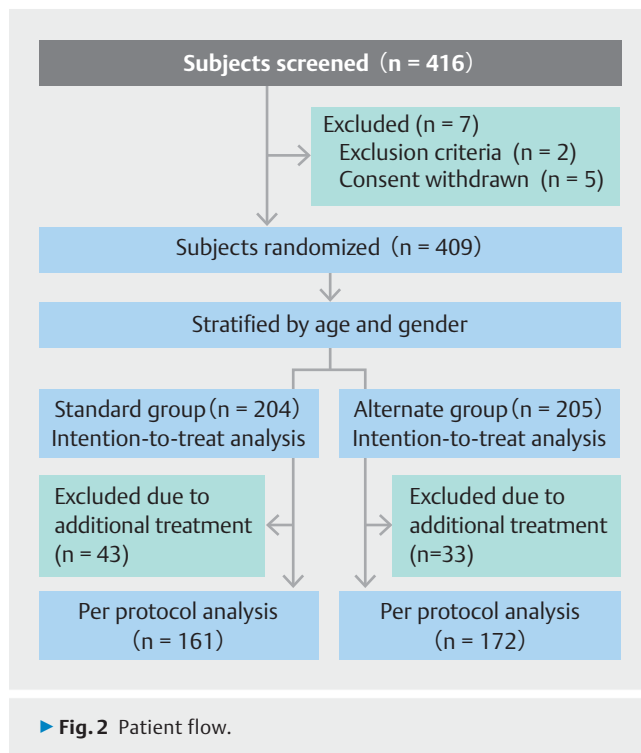 Subjects screened (n = 416)
Excluded (n = 7)
Exclusion criteria (n = 2)
Consent withdrawn (n = 5)
Subjects randomized (n = 409)
Stratified by age and gender
Standard group (n = 204)
Intention-to-treat analysis
Alternate group (n = 205)
Intention-to-treat analysis
Excluded due to
additional treatment
(n = 43)
Excluded due to
additional treatment
(n=33)
Per protocol analysis
(n = 161)
Per protocol analysis
(n = 172)
▶ Fig. 2 Patient flow.